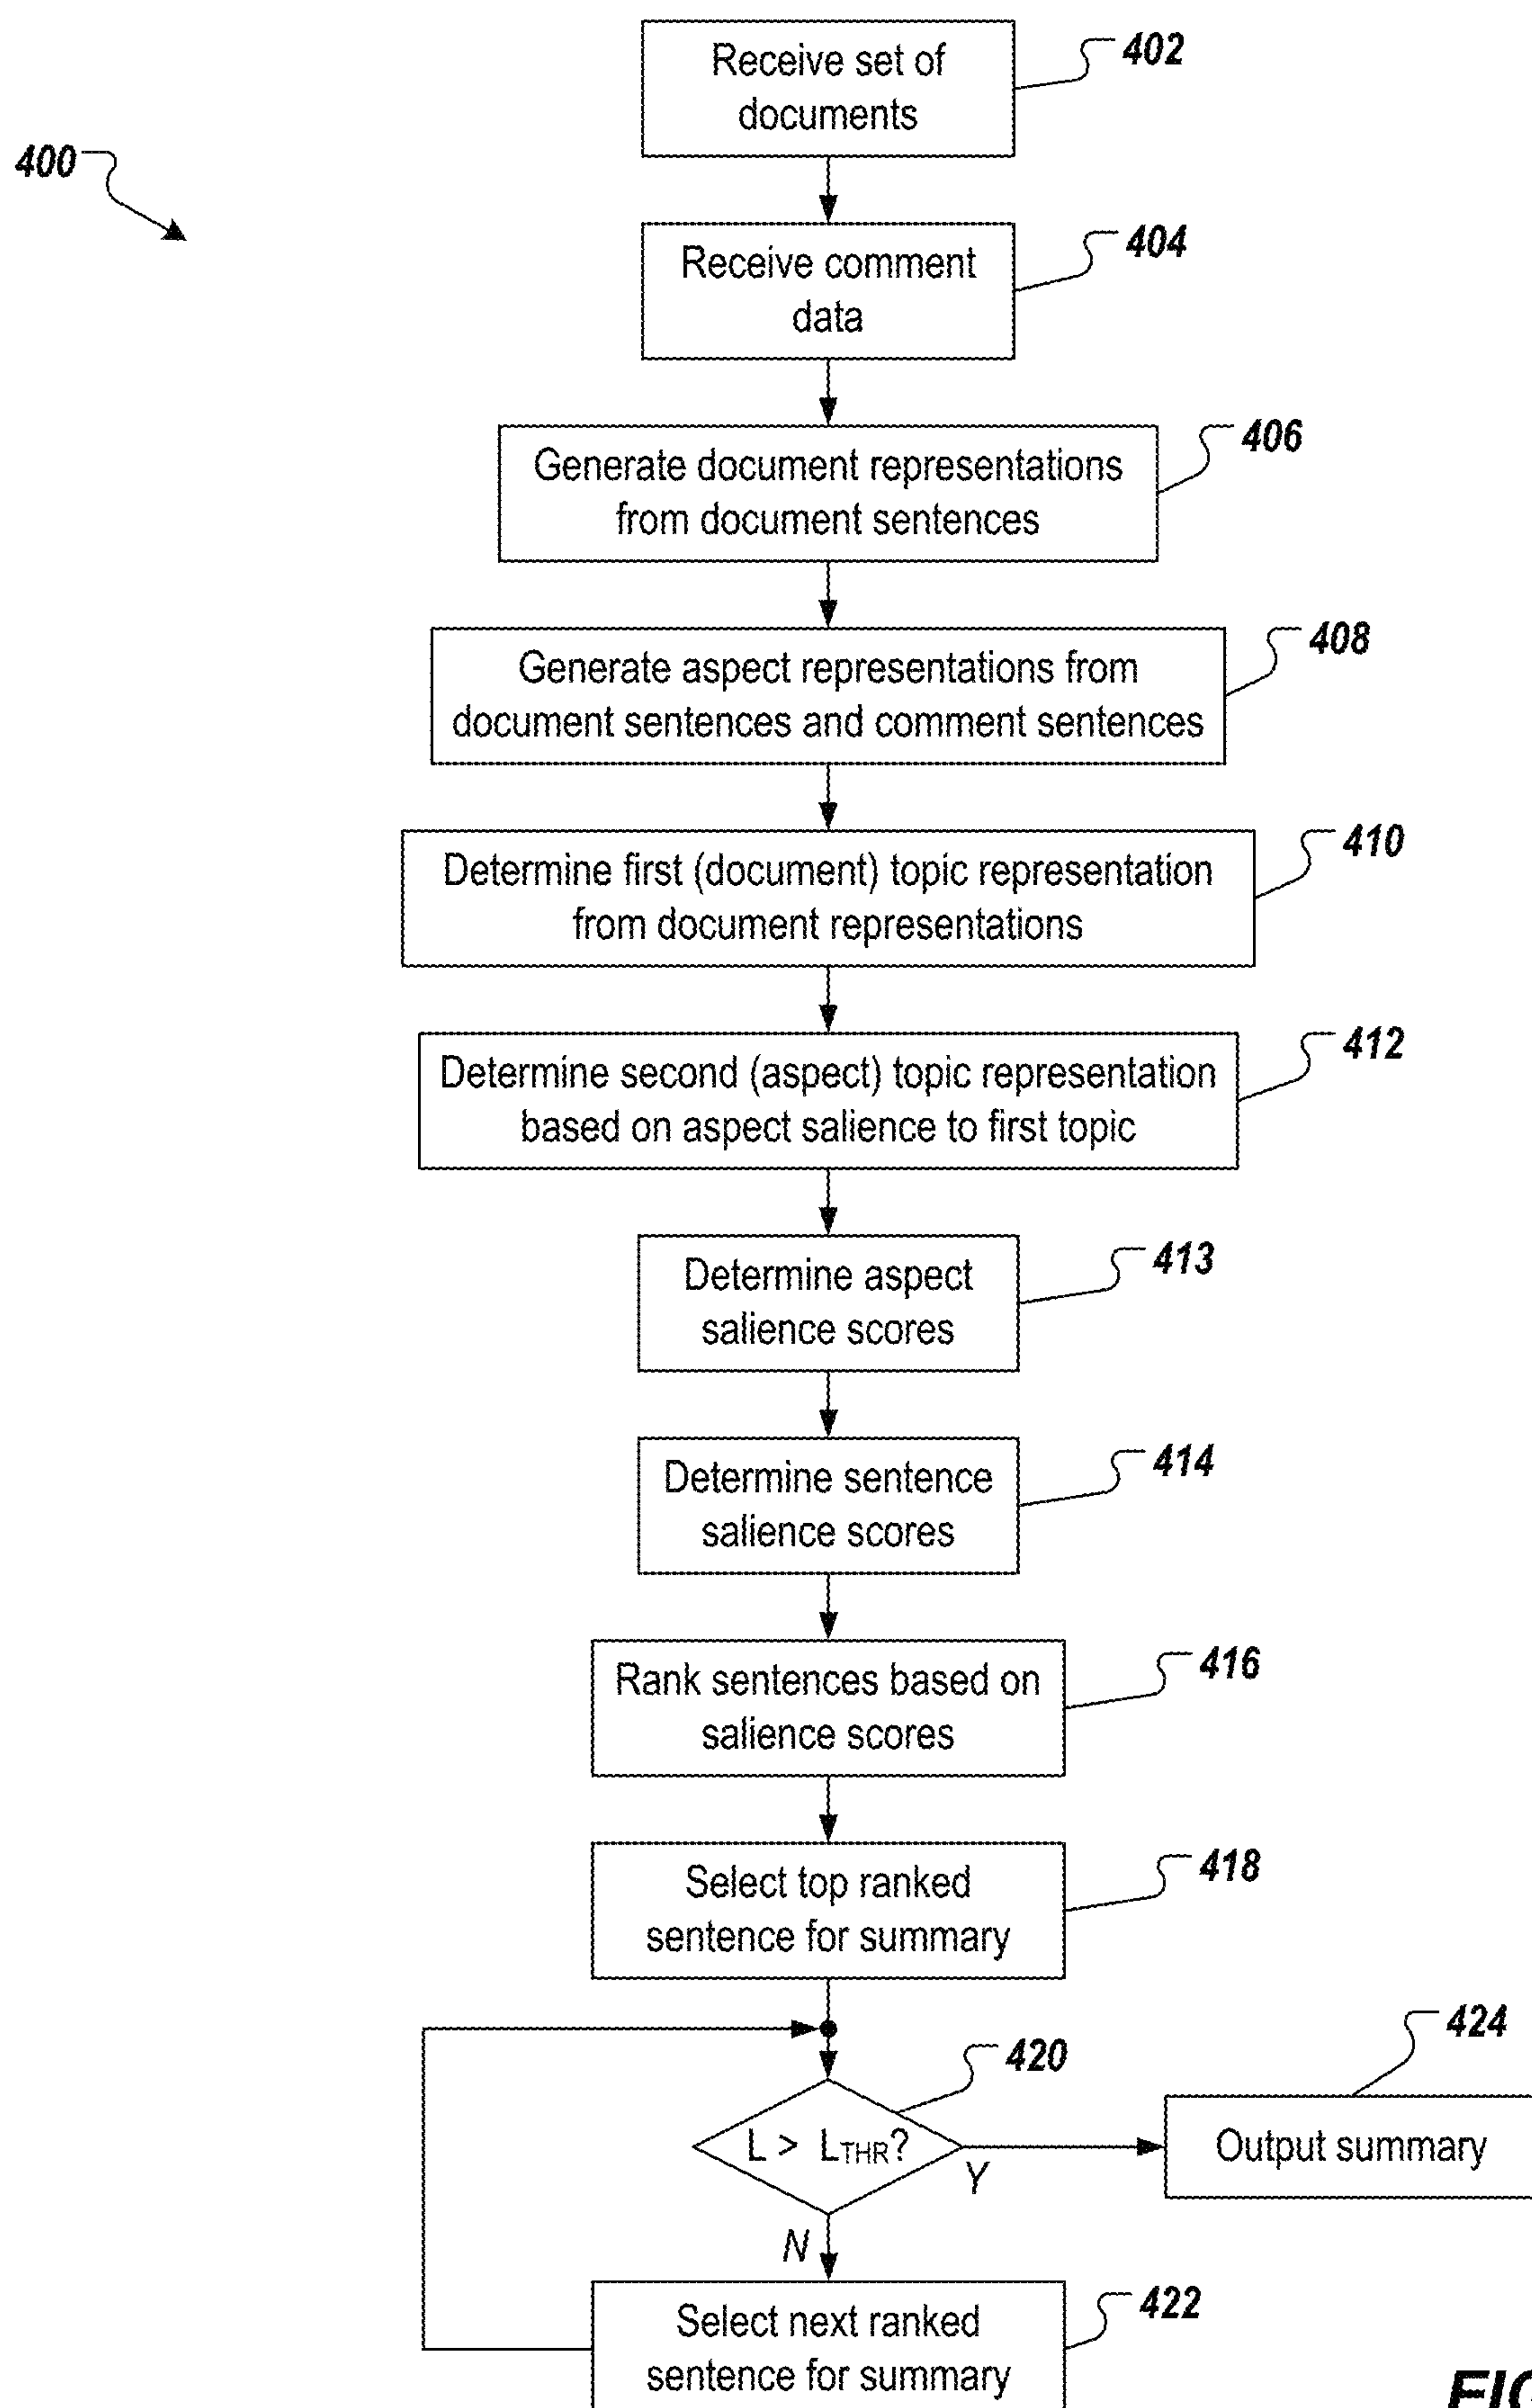 Receive set of
documents
402
400
Receive comment
data
404
Generate document representations
from document sentences
406
Generate aspect representations from
document sentences and comment sentences
408
Determine first (document) topic representation
from document representations
410
Determine second (aspect) topic representation
based on aspect salience to first topic
412
Determine aspect
salience scores
413
Determine sentence
salience scores
414
Rank sentences based on
salience scores
416
Select top ranked
sentence for summary
418
L > LTHR?
420
Y
Output summary
424
N
Select next ranked
sentence for summary
422